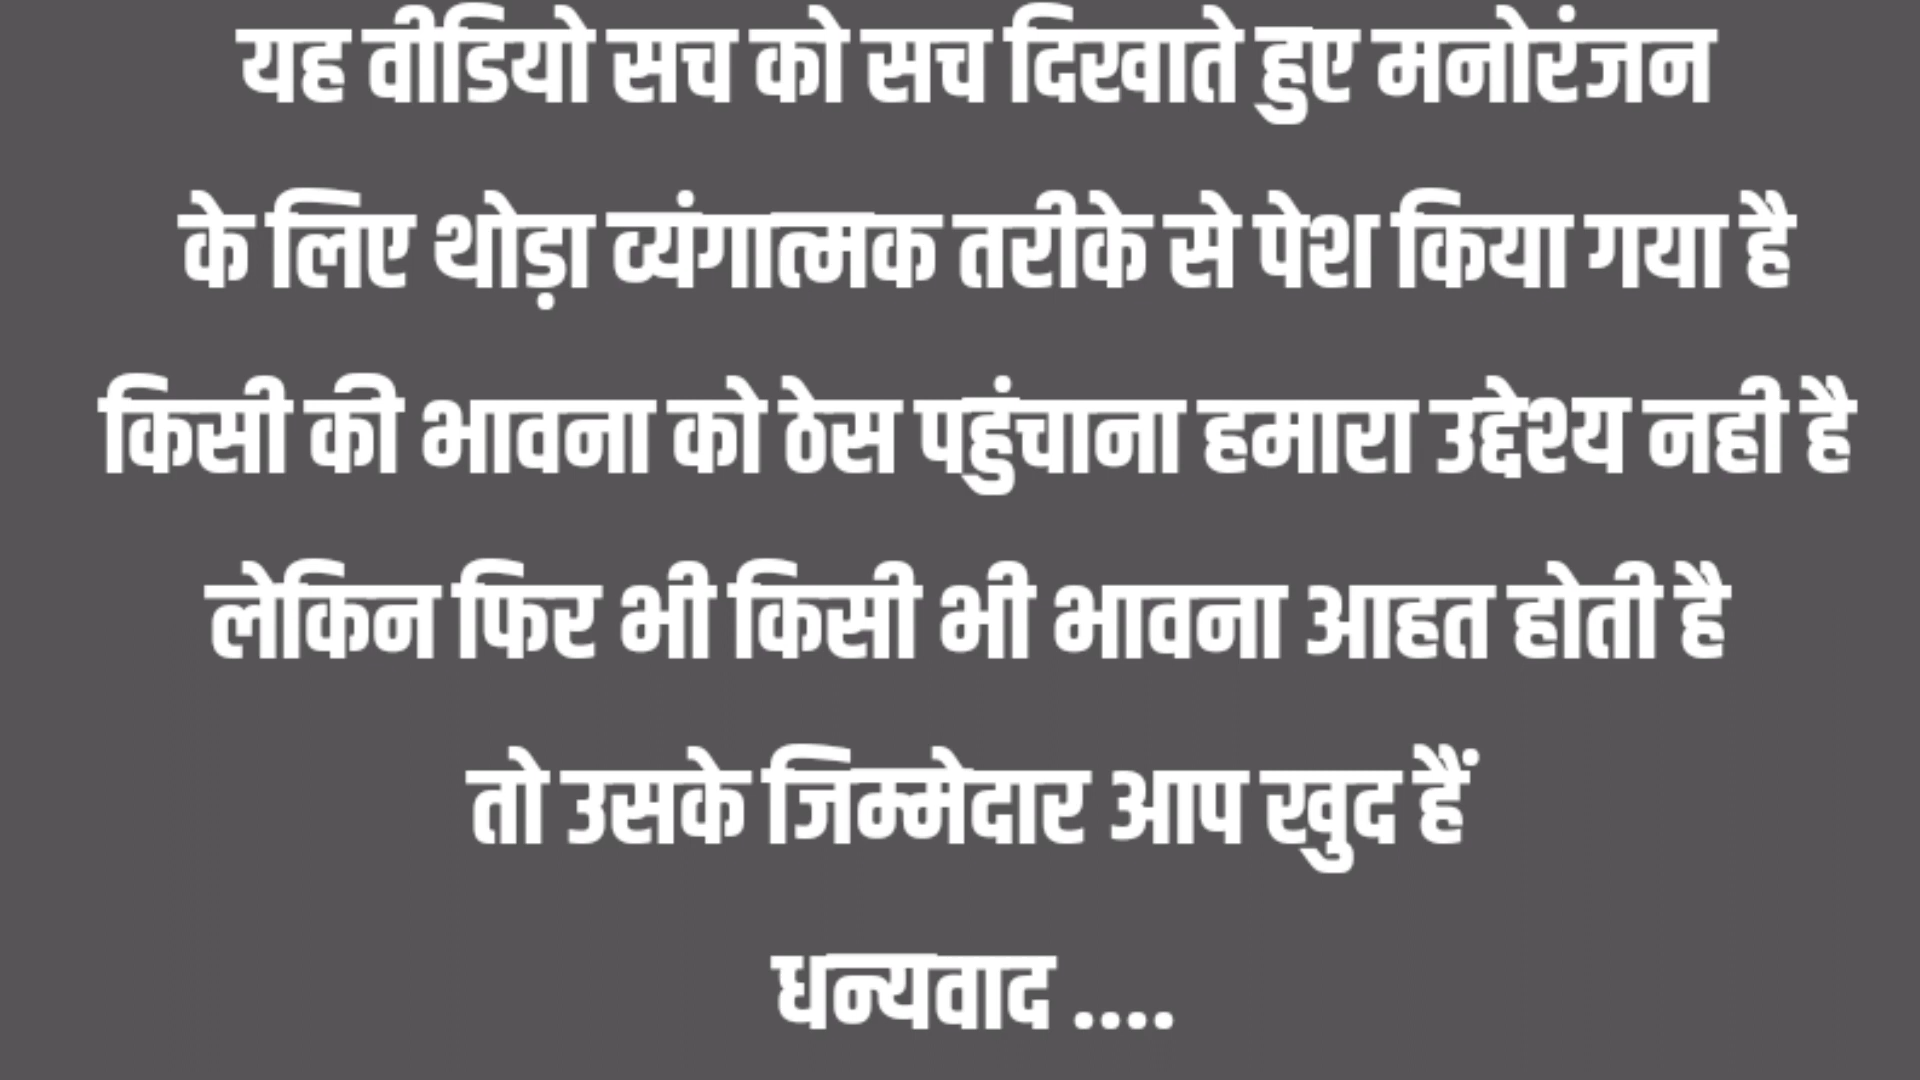 यह वीडियो सच को सच दिखाते हुए मनोरंजन
के लिए थोड़ा व्यंगात्मक तरीके से पेश किया गया है
किसी की भावना को ठेस पहुंचाना हमारा उद्देश्य नही है
लेकिन फिर भी किसी भी भावना आहत होती है
तो उसके जिम्मेदार आप खुद हैं
धन्यवाद ....